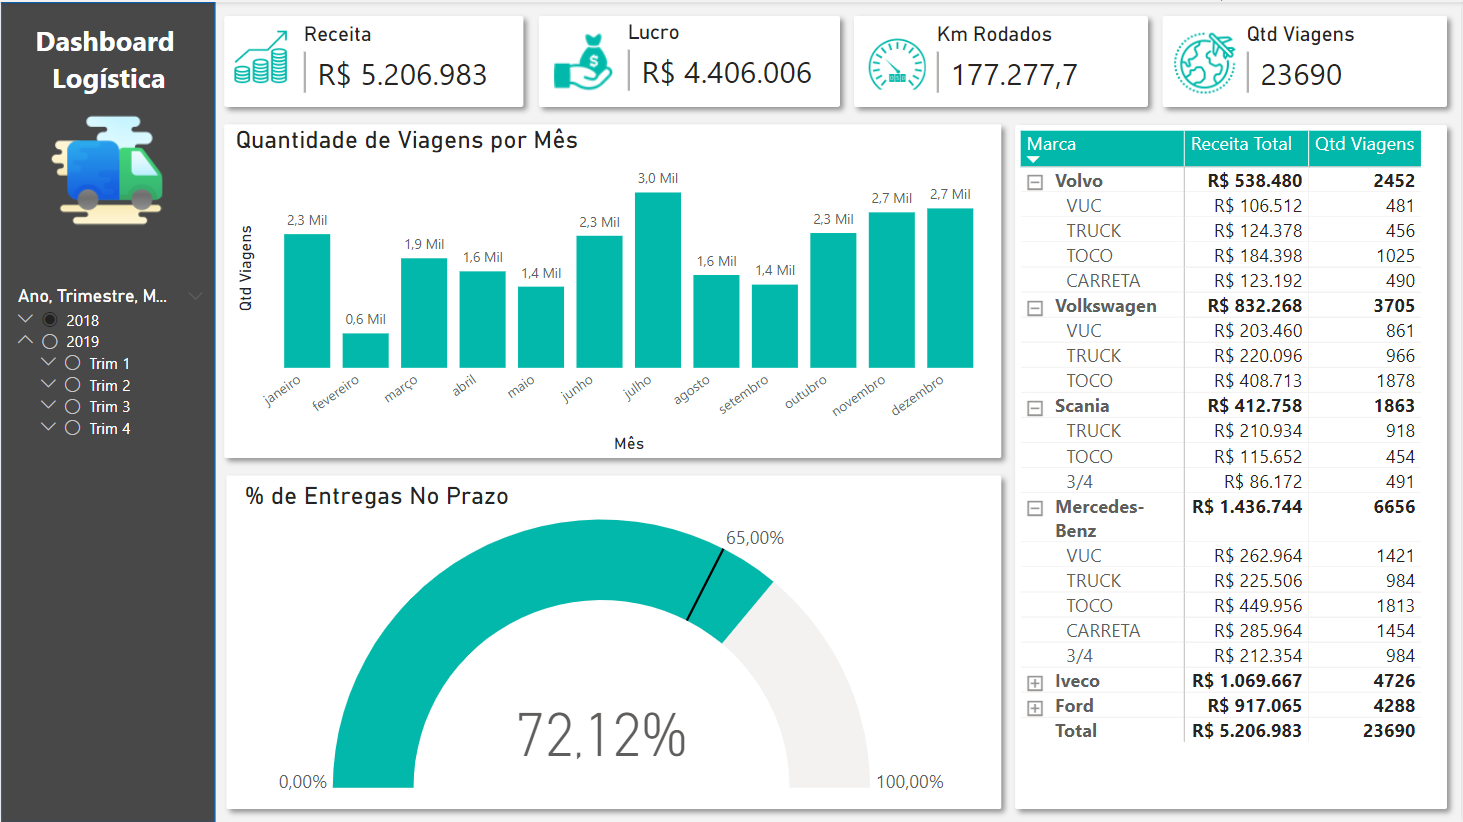 Dashboard
Logística
Ano, Trimestre, M...
2018
2019
Trim 1
Trim 2
Trim 3
Trim 4
Receita
R$ 5.206.983
Lucro
R$ 4.406.006
Km Rodados
177.277,7
Qtd Viagens
23690
Quantidade de Viagens por Mês
Qtd Viagens
2,3 Mil
0,6 Mil
1,9 Mil
1,6 Mil
1,4 Mil
2,3 Mil
3,0 Mil
1,6 Mil
1,4 Mil
2,3 Mil
2,7 Mil
2,7 Mil
janeiro
fevereiro
março
abril
maio
junho
julho
agosto
setembro
outubro
novembro
dezembro
Mês
% de Entregas No Prazo
65,00%
72,12%
0,00%
100,00%
Marca Receita Total Qtd Viagens
Volvo R$ 538.480 2452
VUC R$ 106.512 481
TRUCK R$ 124.378 456
TOCO R$ 184.398 1025
CARRETA R$ 123.192 490
Volkswagen R$ 832.268 3705
VUC R$ 203.460 861
TRUCK R$ 220.096 966
TOCO R$ 408.713 1878
Scania R$ 412.758 1863
TRUCK R$ 210.934 918
TOCO R$ 115.652 454
3/4 R$ 86.172 491
Mercedes- R$ 1.436.744 6656
Benz
VUC R$ 262.964 1421
TRUCK R$ 225.506 984
TOCO R$ 449.956 1813
CARRETA R$ 285.964 1454
3/4 R$ 212.354 984
Iveco R$ 1.069.667 4726
Ford R$ 917.065 4288
Total R$ 5.206.983 23690